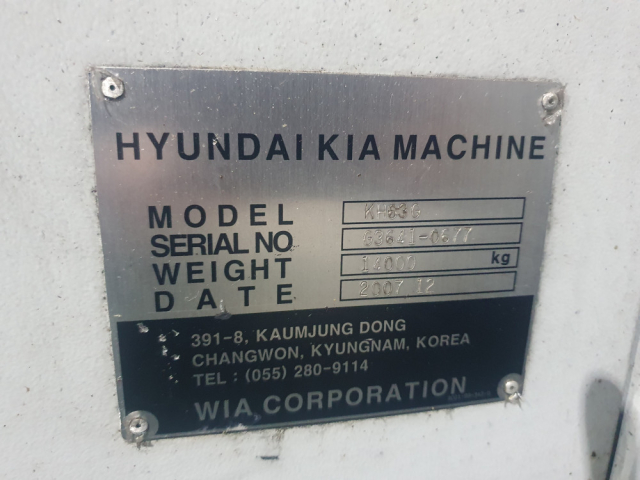 HYUNDAI KIA MACHINE
MODEL
SERIAL NO
WEIGHT kg
DATE 2007 12
391-8, KAUMJUNG DONG
CHANGWON, KYUNGNAM, KOREA
TEL : (055) 280-9114
WIA CORPORATION